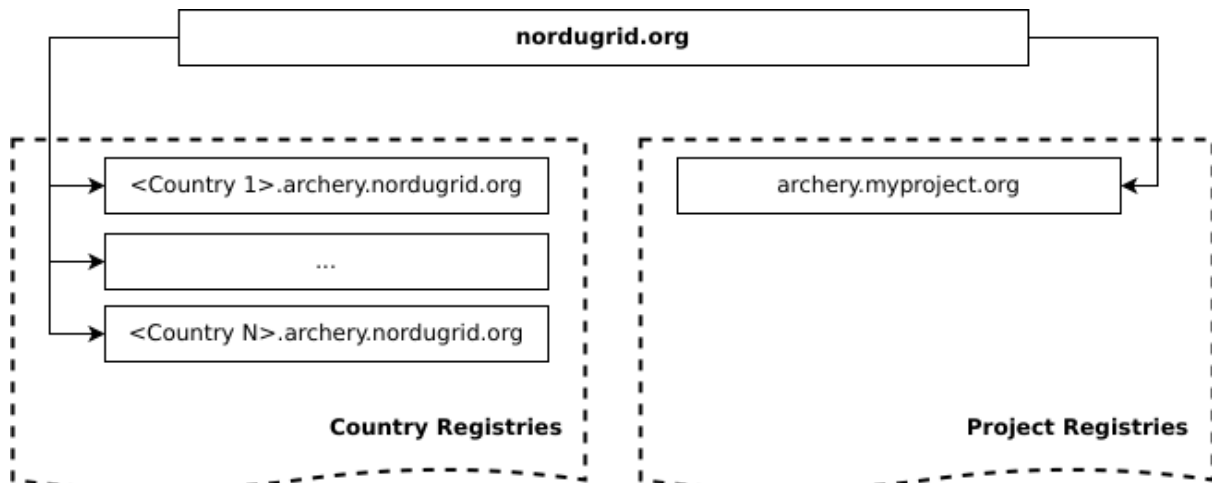 nordugrid.org
<Country 1>.archery.nordugrid.org
...
<Country N>.archery.nordugrid.org
Country Registries
archery.myproject.org
Project Registries